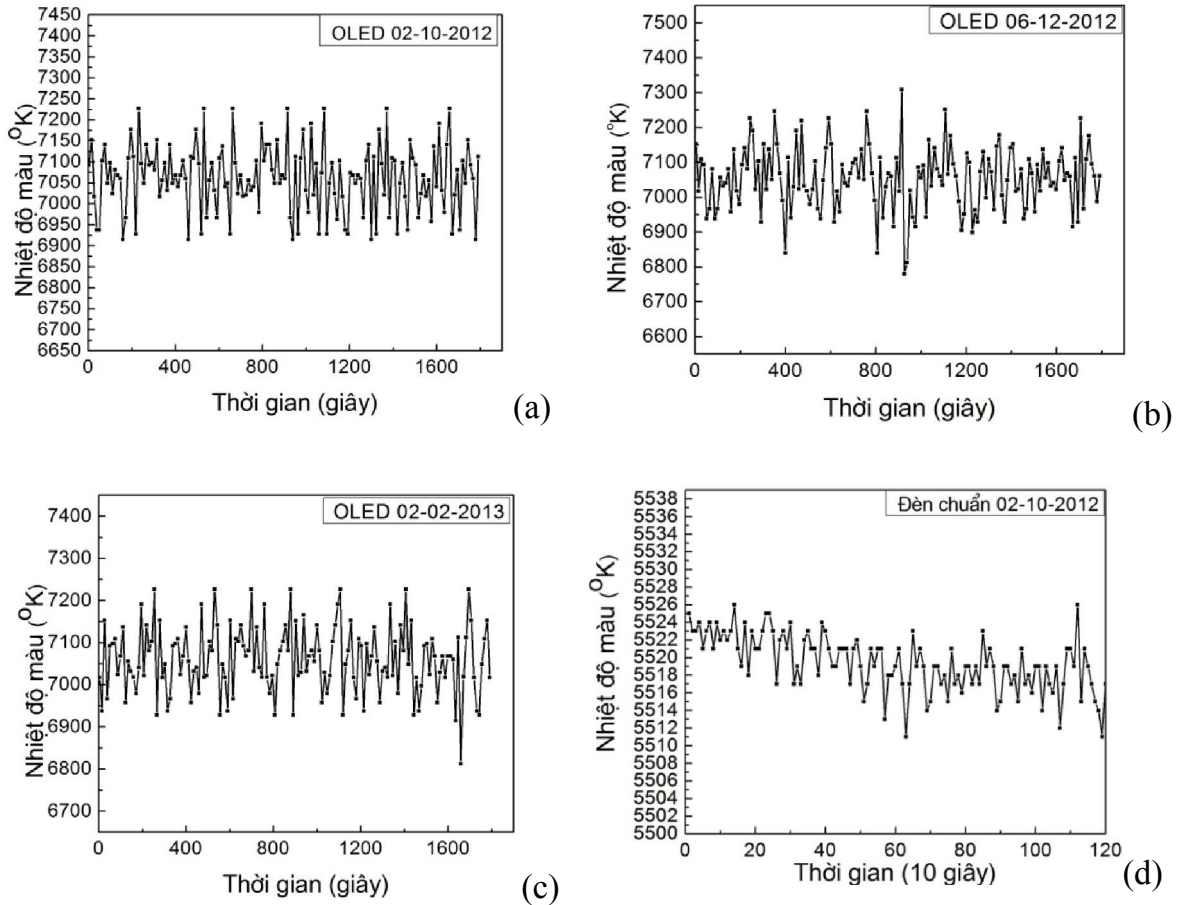 OLED 02-10-2012
Nhiệt độ màu (°K)
7450
7400
7350
7300
7250
7200
7150
7100
7050
7000
6950
6900
6850
6800
6750
6700
6650
0 400 800 1200 1600
Thời gian (giây)
(a)
OLED 06-12-2012
Nhiệt độ màu (°K)
7500
7400
7300
7200
7100
7000
6900
6800
6700
6600
0 400 800 1200 1600
Thời gian (giây)
(b)
OLED 02-02-2013
Nhiệt độ màu (°K)
7400
7300
7200
7100
7000
6900
6800
6700
0 400 800 1200 1600
Thời gian (giây)
(c)
Đèn chuẩn 02-10-2012
Nhiệt độ màu (°K)
5538
5536
5534
5532
5530
5528
5526
5524
5522
5520
5518
5516
5514
5512
5510
5508
5506
5504
5502
5500
0 20 40 60 80 100 120
Thời gian (10 giây)
(d)